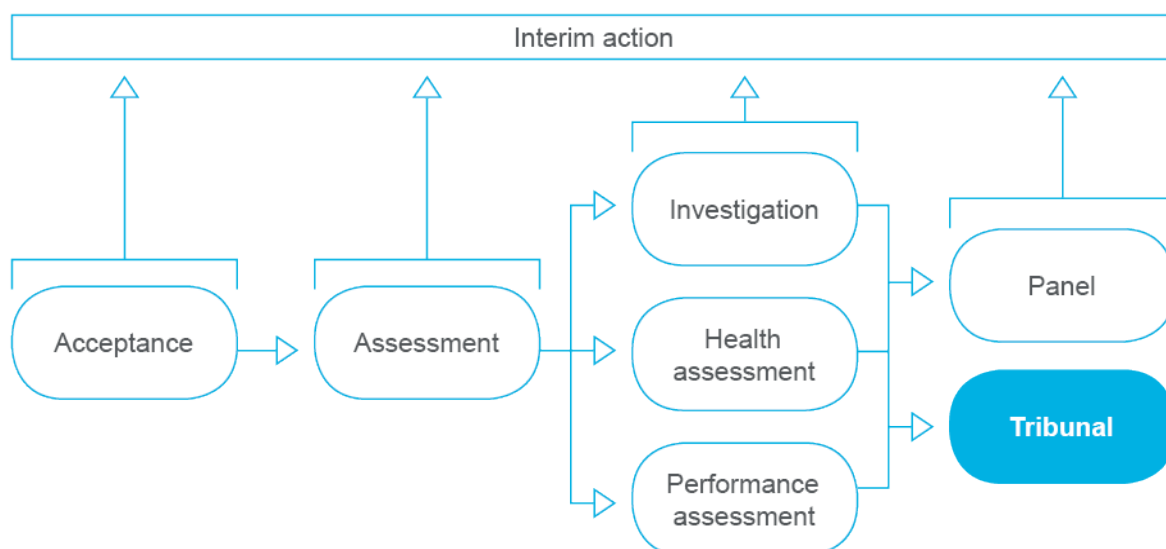 Interim action
Acceptance
Assessment
Investigation
Health
assessment
Performance
assessment
Panel
Tribunal